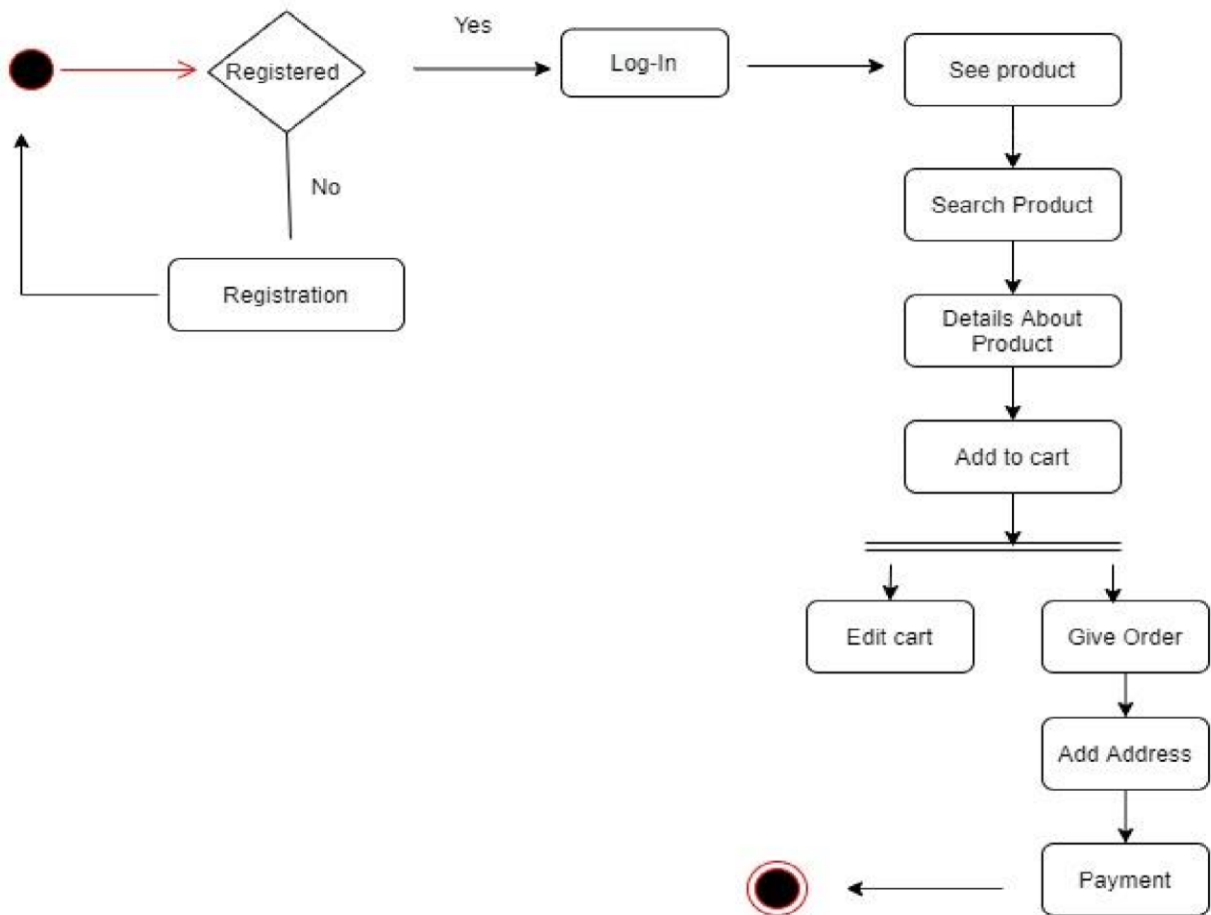 Yes
Registered
Log-In
See product
No
Search Product
Registration
Details About
Product
Add to cart
Edit cart
Give Order
Add Address
Payment